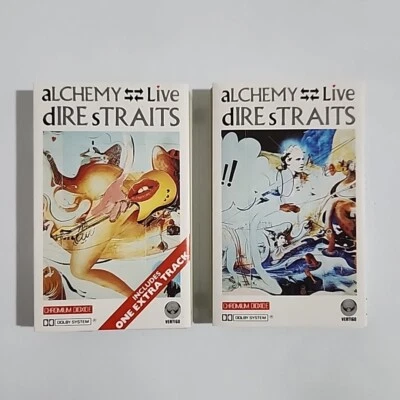 aLCHEMY ⇆ Live
dIRE sTRAITS
INCLUDES
ONE EXTRA TRACK
CHROMIUM DIOXIDE
DOLBY SYSTEM
VERTIGO
aLCHEMY ⇆ Live
dIRE sTRAITS
!!
CHROMIUM DIOXIDE
DOLBY SYSTEM
VERTIGO